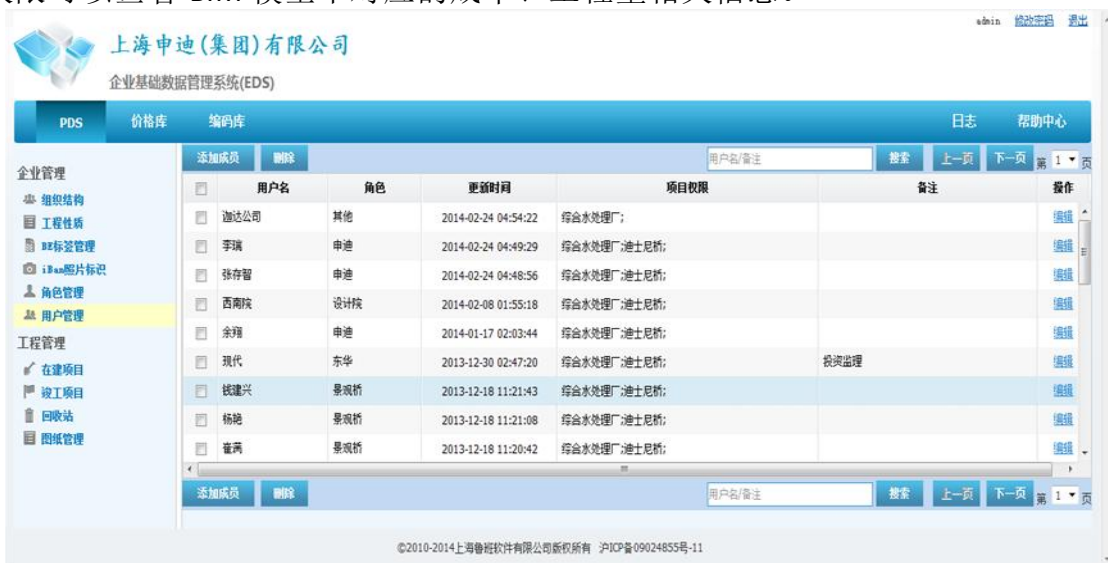 admin 修改密码 退出
上海申迪(集团)有限公司
企业基础数据管理系统(EDS)
PDS 价格库 编码库 日志 帮助中心
添加成员 删除 用户名/备注 搜索 上一页 下一页 第 1 页
企业管理
组织结构
工程性质
BE标签管理
iBan照片标识
角色管理
用户管理
工程管理
在建项目
竣工项目
回收站
图纸管理
用户名 角色 更新时间 项目权限 备注 操作
迦达公司 其他 2014-02-24 04:54:22 综合水处理厂; 编辑
李瑞 申迪 2014-02-24 04:49:29 综合水处理厂;迪士尼桥; 编辑
张存智 申迪 2014-02-24 04:48:56 综合水处理厂;迪士尼桥; 编辑
西南院 设计院 2014-02-08 01:55:18 综合水处理厂;迪士尼桥; 编辑
余翔 申迪 2014-01-17 02:03:44 综合水处理厂;迪士尼桥; 编辑
现代 东华 2013-12-30 02:47:20 综合水处理厂;迪士尼桥; 投资监理 编辑
钱建兴 景观桥 2013-12-18 11:21:43 综合水处理厂;迪士尼桥; 编辑
杨艳 景观桥 2013-12-18 11:21:08 综合水处理厂;迪士尼桥; 编辑
崔满 景观桥 2013-12-18 11:20:42 综合水处理厂;迪士尼桥; 编辑
添加成员 删除 用户名/备注 搜索 上一页 下一页 第 1 页
©2010-2014上海鲁班软件有限公司版权所有 沪ICP备09024855号-11